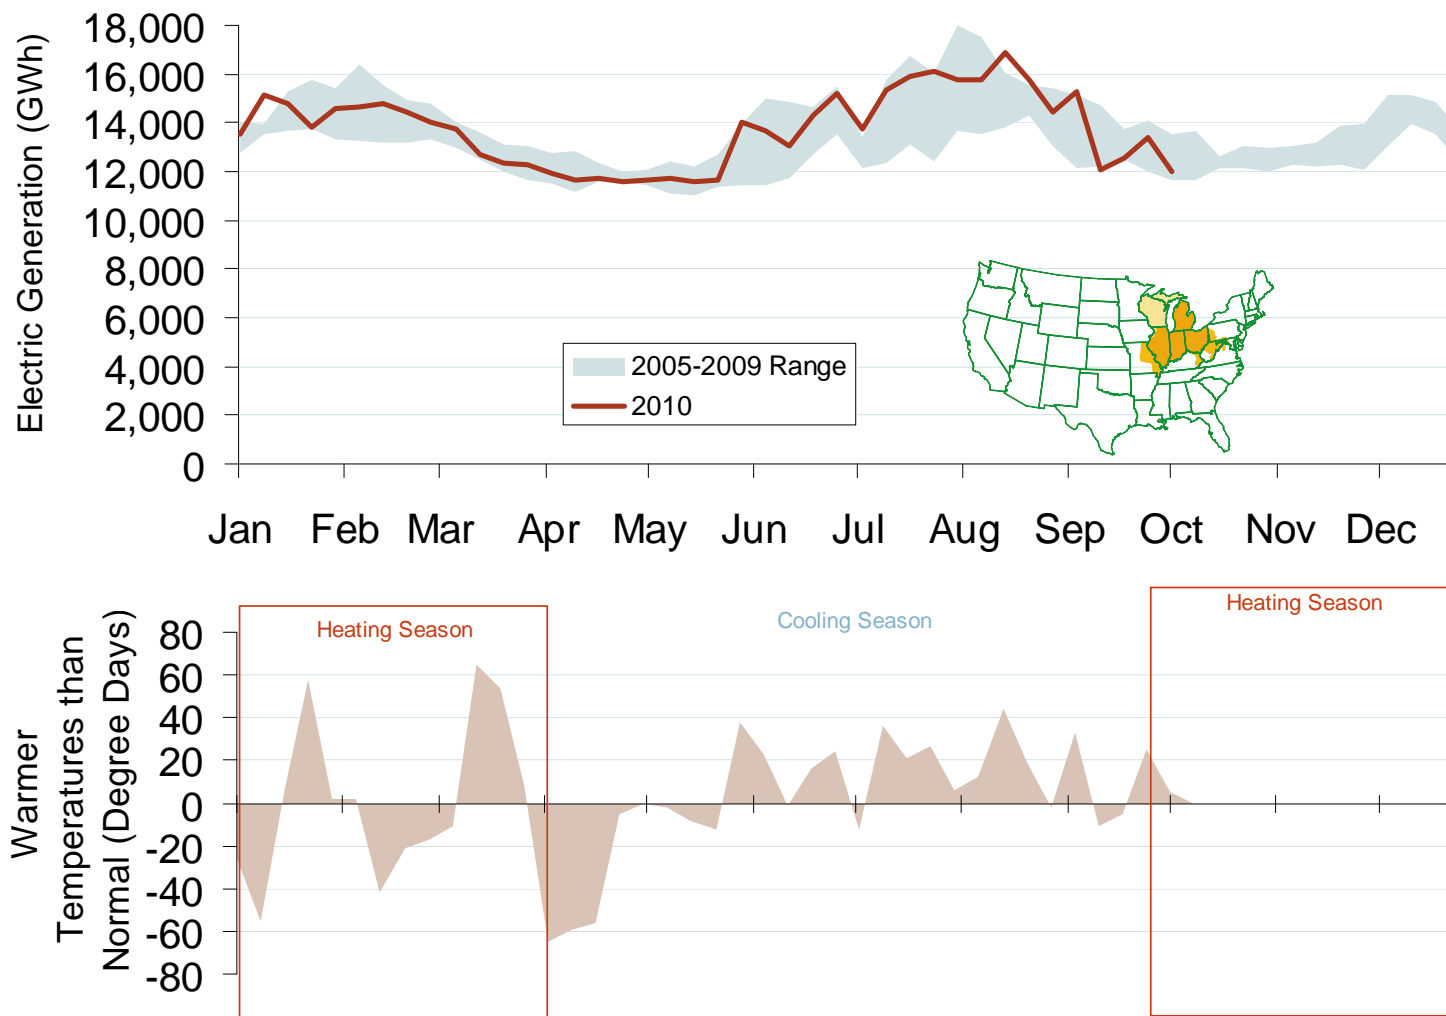 Electric Generation (GWh)
18,000
16,000
14,000
12,000
10,000
8,000
6,000
4,000
2,000
0
2005-2009 Range
2010
Jan Feb Mar Apr May Jun Jul Aug Sep Oct Nov Dec
Warmer
Temperatures than
Normal (Degree Days)
80
60
40
20
0
-20
-40
-60
-80
Heating Season
Cooling Season
Heating Season